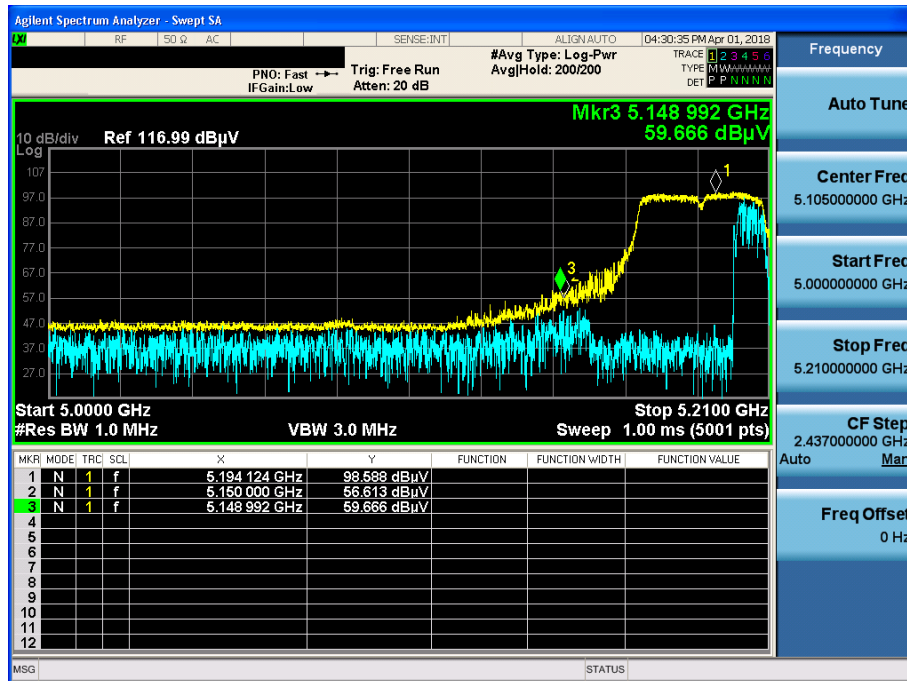 Agilent Spectrum Analyzer - Swept SA
LXI RF 50 Ω AC SENSE:INT ALIGN AUTO 04:30:35 PM Apr 01, 2018
PNO: Fast
IFGain:Low
Trig: Free Run
Atten: 20 dB
#Avg Type: Log-Pwr
Avg|Hold: 200/200
TRACE 1 2 3 4 5 6
TYPE M W
DET P P N N N N
Mkr3 5.148 992 GHz
59.666 dBµV
10 dB/div Ref 116.99 dBµV
Log
107
97.0
87.0
77.0
67.0
57.0
47.0
37.0
27.0
1
3
2
Start 5.0000 GHz Stop 5.2100 GHz
#Res BW 1.0 MHz VBW 3.0 MHz Sweep 1.00 ms (5001 pts)
MKR MODE TRC SCL X Y FUNCTION FUNCTION WIDTH FUNCTION VALUE
1 N 1 f 5.194 124 GHz 98.588 dBµV
2 N 1 f 5.150 000 GHz 56.613 dBµV
3 N 1 f 5.148 992 GHz 59.666 dBµV
4
5
6
7
8
9
10
11
12
MSG STATUS
Frequency
Auto Tune
Center Freq
5.105000000 GHz
Start Freq
5.000000000 GHz
Stop Freq
5.210000000 GHz
CF Step
2.437000000 GHz
Auto Man
Freq Offset
0 Hz